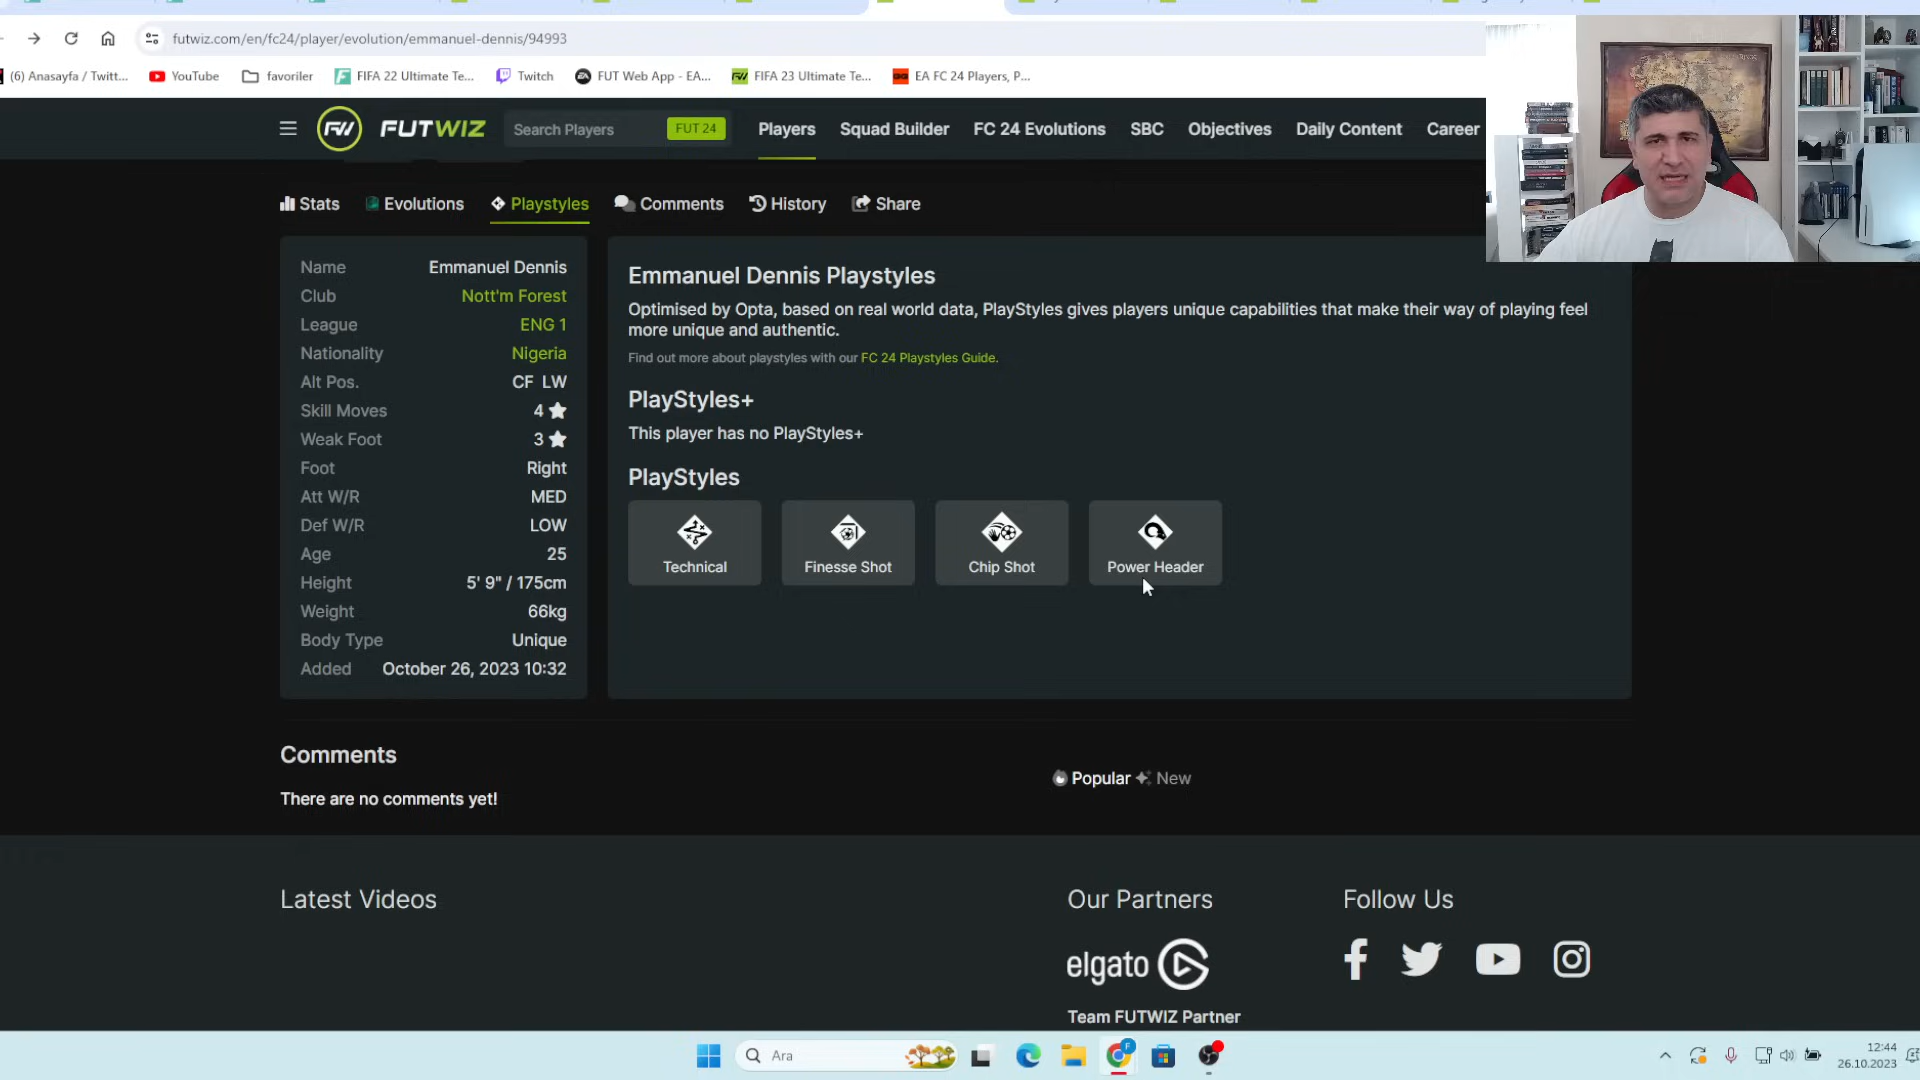 futwiz.com/en/fc24/player/evolution/emmanuel-dennis/94993
(6) Anasayfa / Twitt... YouTube favoriler FIFA 22 Ultimate Te... Twitch FUT Web App - EA... FIFA 23 Ultimate Te... EA FC 24 Players, P...
FW FUTWIZ Search Players FUT 24 Players Squad Builder FC 24 Evolutions SBC Objectives Daily Content Career
Stats Evolutions Playstyles Comments History Share
Name Emmanuel Dennis
Club Nott'm Forest
League ENG 1
Nationality Nigeria
Alt Pos. CF LW
Skill Moves 4
Weak Foot 3
Foot Right
Att W/R MED
Def W/R LOW
Age 25
Height 5' 9" / 175cm
Weight 66kg
Body Type Unique
Added October 26, 2023 10:32
Emmanuel Dennis Playstyles
Optimised by Opta, based on real world data, PlayStyles gives players unique capabilities that make their way of playing feel
more unique and authentic.
Find out more about playstyles with our FC 24 Playstyles Guide.
PlayStyles+
This player has no PlayStyles+
PlayStyles
Technical Finesse Shot Chip Shot Power Header
Comments
Popular New
There are no comments yet!
Latest Videos Our Partners Follow Us
elgato
Team FUTWIZ Partner
Ara
12:44
26.10.2023